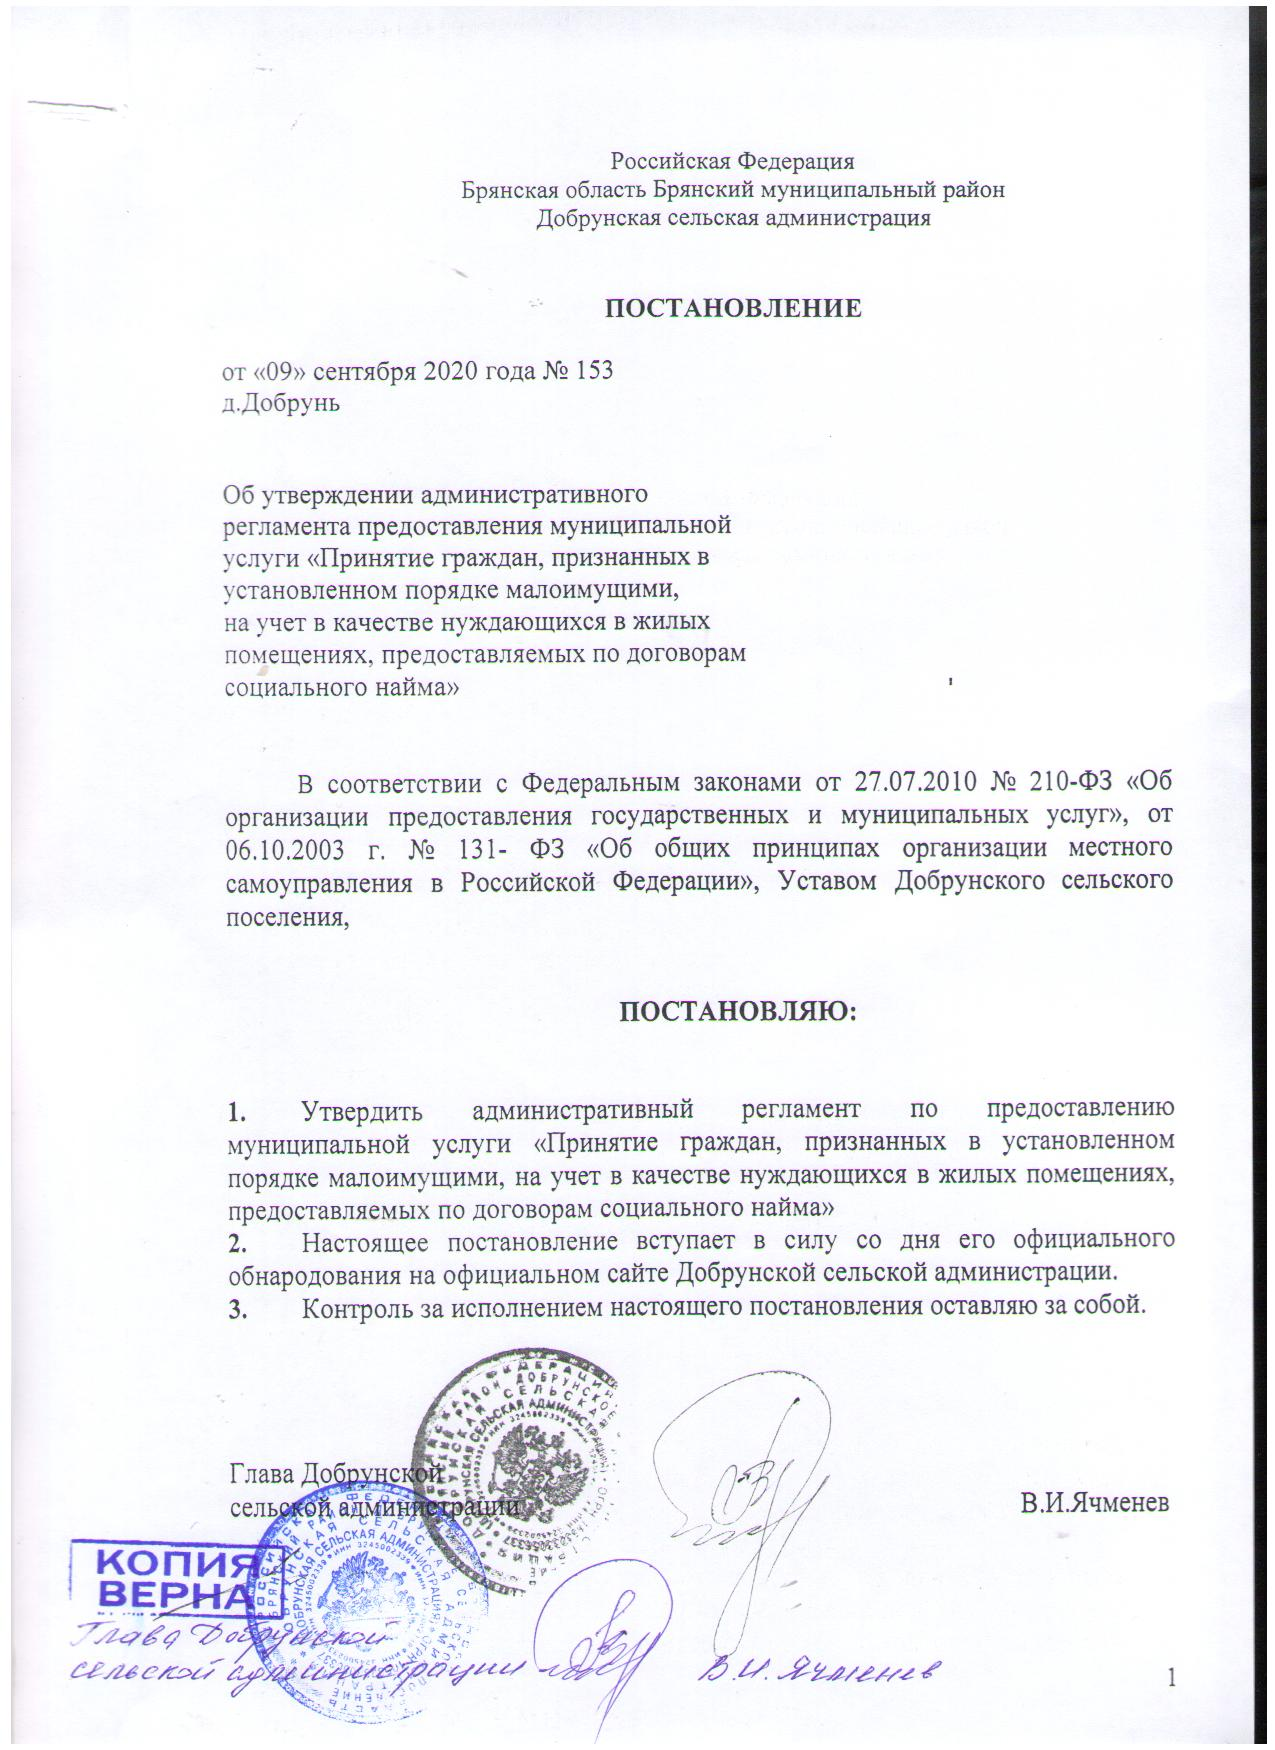 Российская Федерация
Брянская область Брянский муниципальный район
Добрунская сельская администрация
ПОСТАНОВЛЕНИЕ
от «09» сентября 2020 года № 153
д.Добрунь
Об утверждении административного
регламента предоставления муниципальной
услуги «Принятие граждан, признанных в
установленном порядке малоимущими,
на учет в качестве нуждающихся в жилых
помещениях, предоставляемых по договорам
социального найма»
В соответствии с Федеральным законами от 27.07.2010 № 210-ФЗ «Об
организации предоставления государственных и муниципальных услуг», от
06.10.2003 г. № 131- ФЗ «Об общих принципах организации местного
самоуправления в Российской Федерации», Уставом Добрунского сельского
поселения,
ПОСТАНОВЛЯЮ:
1. Утвердить административный регламент по предоставлению
муниципальной услуги «Принятие граждан, признанных в установленном
порядке малоимущими, на учет в качестве нуждающихся в жилых помещениях,
предоставляемых по договорам социального найма»
2. Настоящее постановление вступает в силу со дня его официального
обнародования на официальном сайте Добрунской сельской администрации.
3. Контроль за исполнением настоящего постановления оставляю за собой.
Глава Добрунской
сельской администрации В.И.Ячменев
КОПИЯ
ВЕРНА
Глава Добрунской
сельской администрации В.И. Ячменев
1